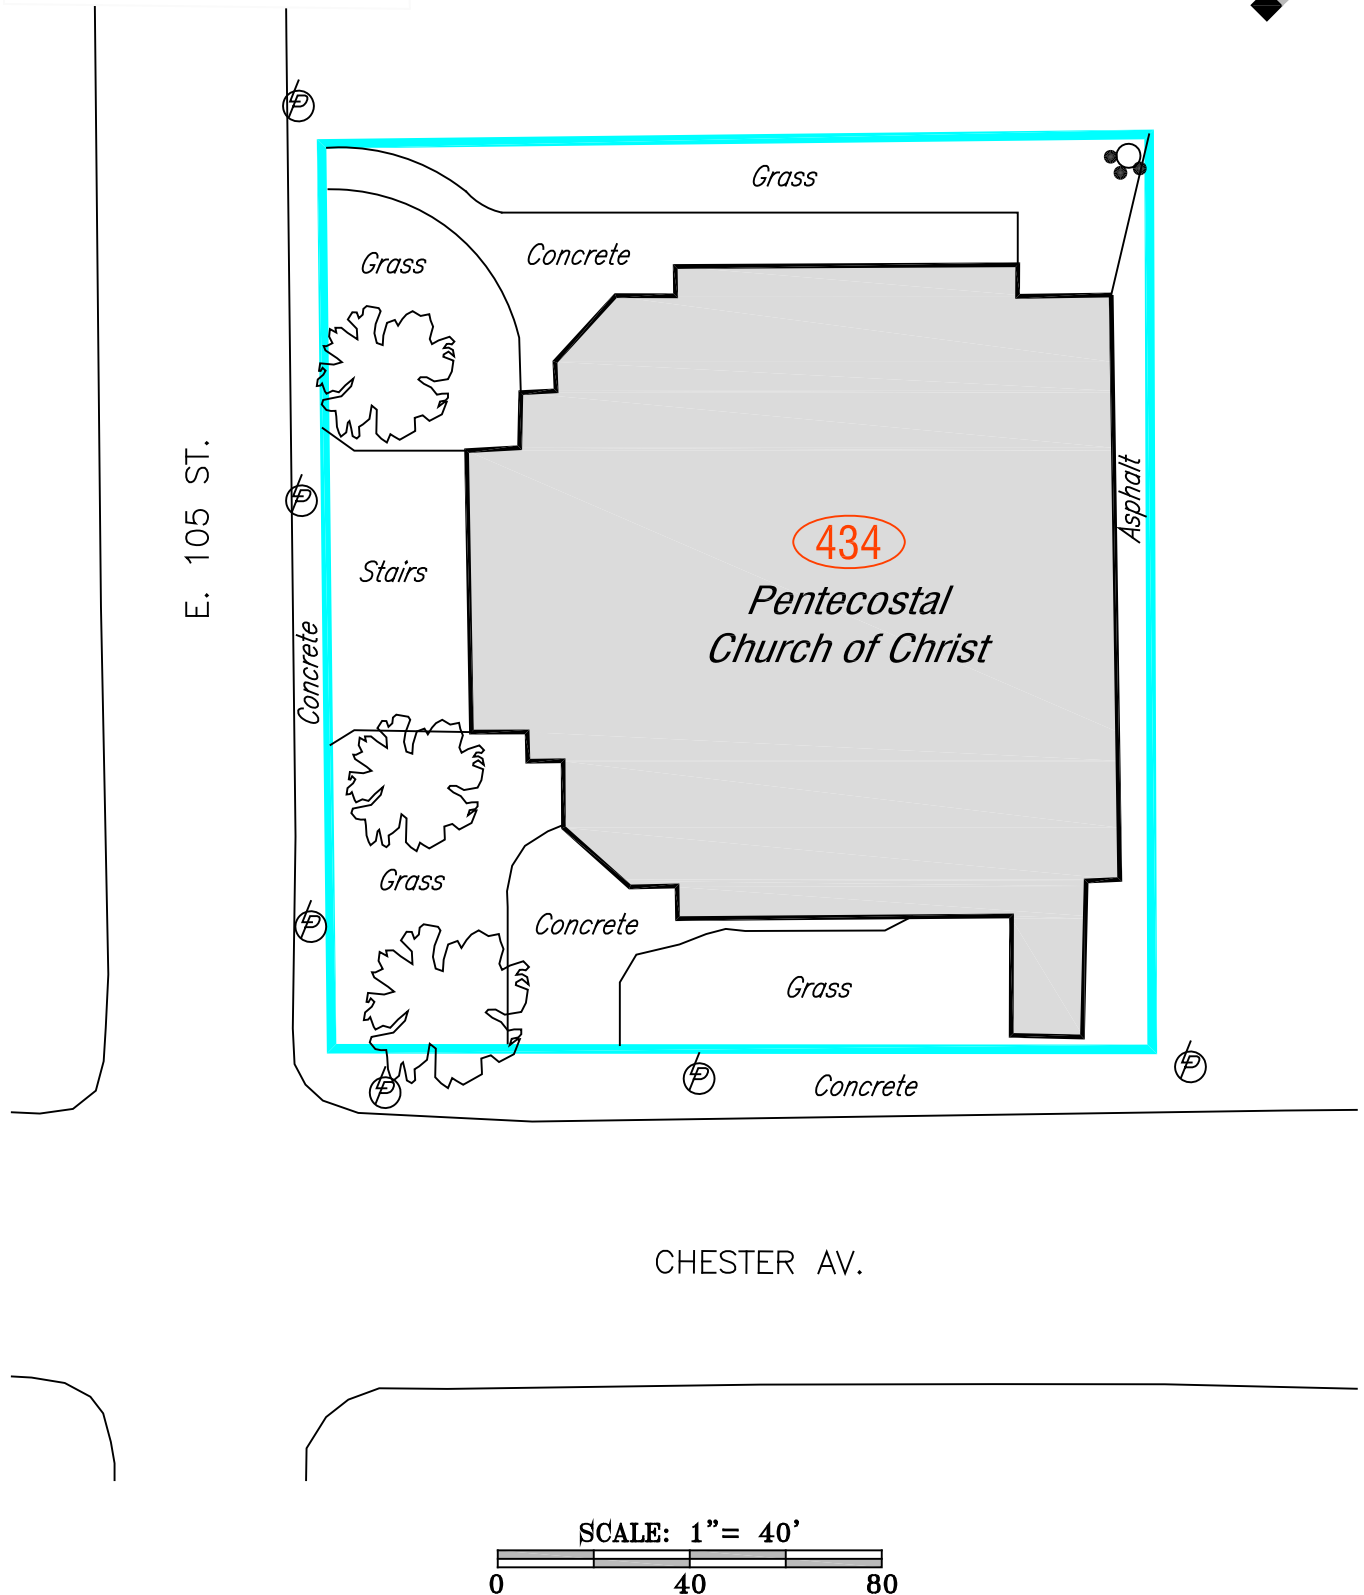 Grass
Grass
Concrete
E. 105 ST.
Asphalt
434
Stairs
Pentecostal
Church of Christ
Concrete
Grass
Concrete
Grass
Concrete
CHESTER AV.
SCALE: 1"= 40'
0 40 80